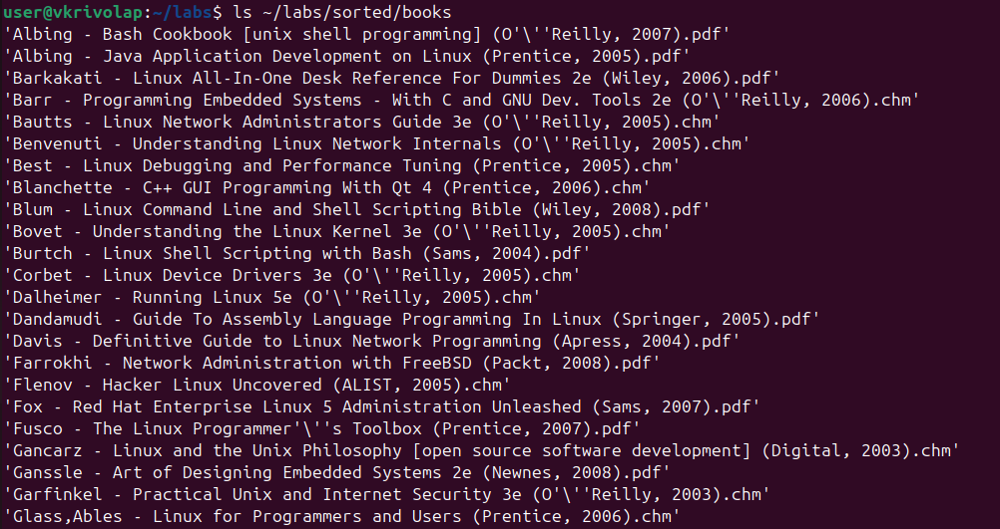 user@vkrivolap:~/labs$ ls ~/labs/sorted/books
'Albing - Bash Cookbook [unix shell programming] (O'\''Reilly, 2007).pdf'
'Albing - Java Application Development on Linux (Prentice, 2005).pdf'
'Barkakati - Linux All-In-One Desk Reference For Dummies 2e (Wiley, 2006).pdf'
'Barr - Programming Embedded Systems - With C and GNU Dev. Tools 2e (O'\''Reilly, 2006).chm'
'Bautts - Linux Network Administrators Guide 3e (O'\''Reilly, 2005).chm'
'Benvenuti - Understanding Linux Network Internals (O'\''Reilly, 2005).chm'
'Best - Linux Debugging and Performance Tuning (Prentice, 2005).chm'
'Blanchette - C++ GUI Programming With Qt 4 (Prentice, 2006).chm'
'Blum - Linux Command Line and Shell Scripting Bible (Wiley, 2008).pdf'
'Bovet - Understanding the Linux Kernel 3e (O'\''Reilly, 2005).chm'
'Burtch - Linux Shell Scripting with Bash (Sams, 2004).pdf'
'Corbet - Linux Device Drivers 3e (O'\''Reilly, 2005).chm'
'Dalheimer - Running Linux 5e (O'\''Reilly, 2005).chm'
'Dandamudi - Guide To Assembly Language Programming In Linux (Springer, 2005).pdf'
'Davis - Definitive Guide to Linux Network Programming (Apress, 2004).pdf'
'Farrokhi - Network Administration with FreeBSD (Packt, 2008).pdf'
'Flenov - Hacker Linux Uncovered (ALIST, 2005).chm'
'Fox - Red Hat Enterprise Linux 5 Administration Unleashed (Sams, 2007).pdf'
'Fusco - The Linux Programmer'\''s Toolbox (Prentice, 2007).pdf'
'Gancarz - Linux and the Unix Philosophy [open source software development] (Digital, 2003).chm'
'Ganssle - Art of Designing Embedded Systems 2e (Newnes, 2008).pdf'
'Garfinkel - Practical Unix and Internet Security 3e (O'\''Reilly, 2003).chm'
'Glass,Ables - Linux for Programmers and Users (Prentice, 2006).chm'